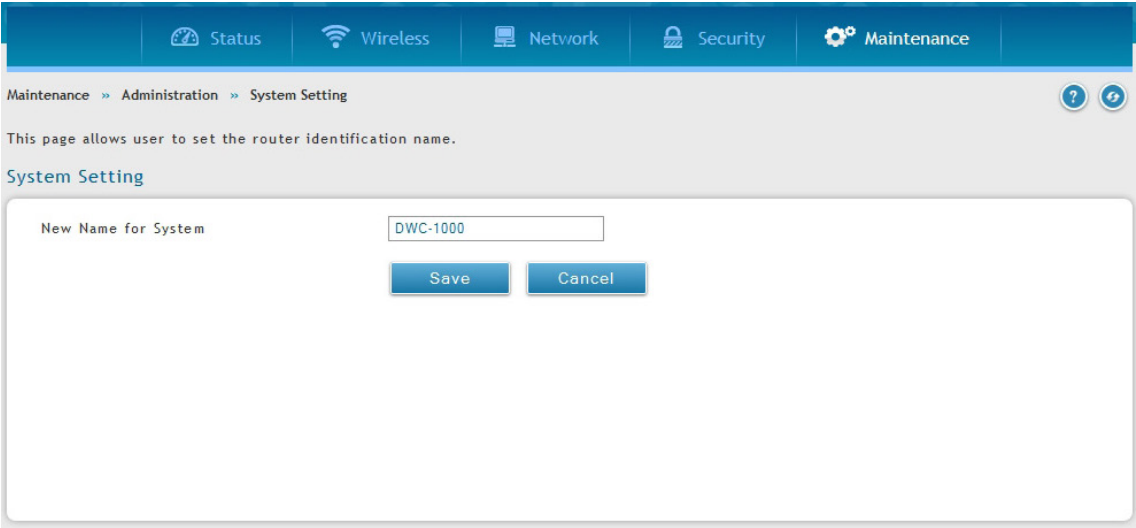 Status Wireless Network Security Maintenance
Maintenance » Administration » System Setting ?
This page allows user to set the router identification name.
System Setting
New Name for System DWC-1000
Save Cancel